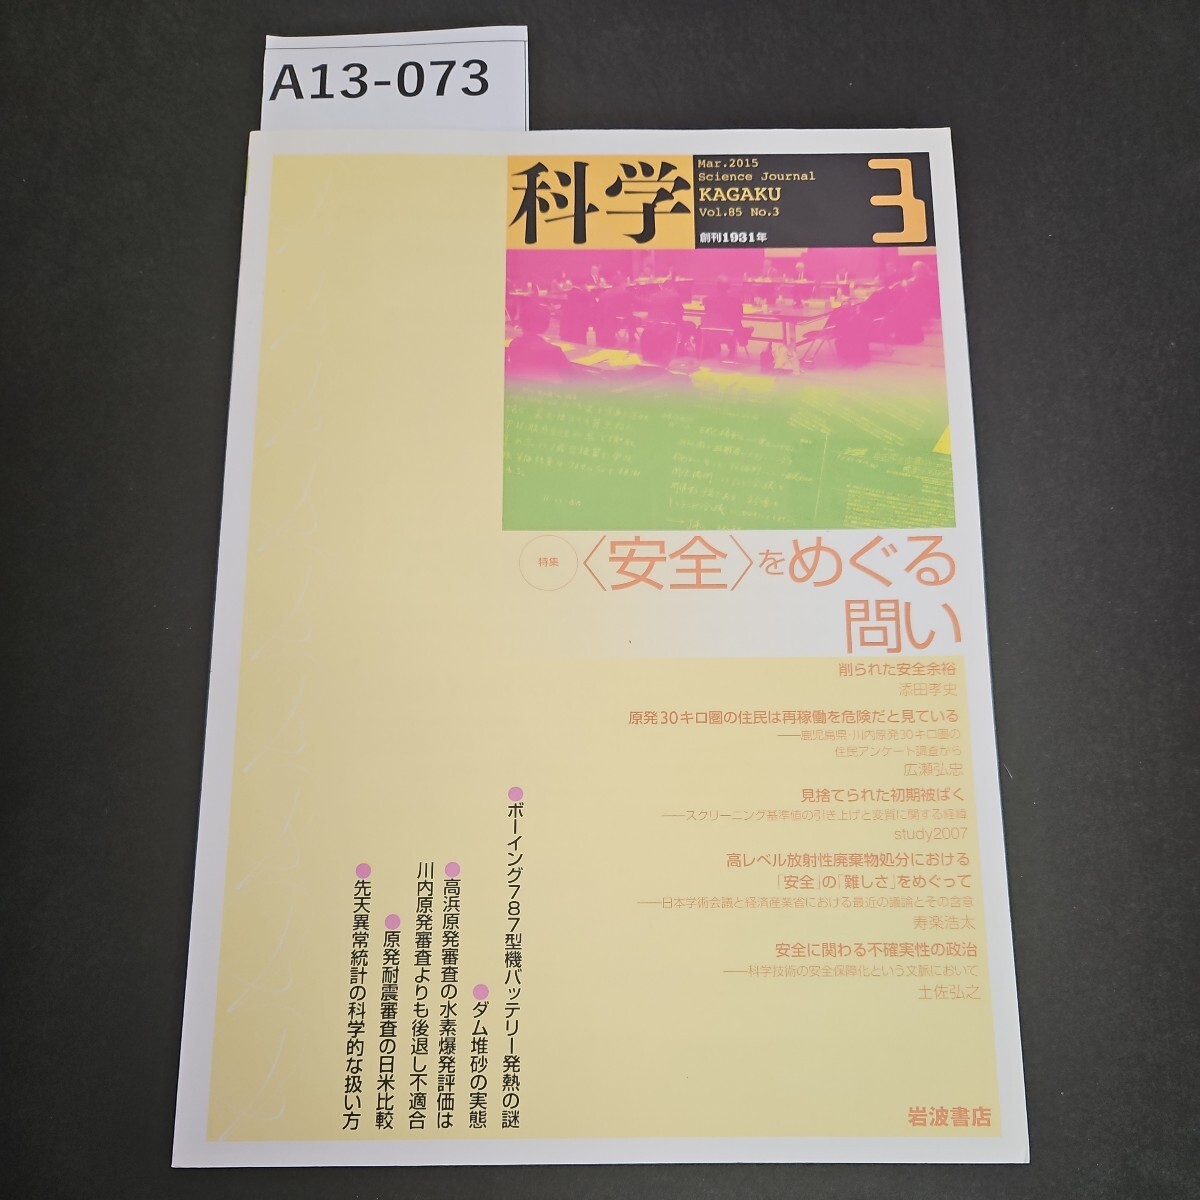 A13-073
科学
Mar.2015
Science Journal
KAGAKU
Vol.85 No.3
創刊1931年
3
特集
〈安全〉をめぐる
問い
削られた安全余裕
添田孝史
原発30キロ圏の住民は再稼働を危険だと見ている
──鹿児島県・川内原発30キロ圏の
住民アンケート調査から
広瀬弘忠
見捨てられた初期被ばく
──スクリーニング基準値の引き上げと変質に関する経緯
study2007
高レベル放射性廃棄物処分における
「安全」の「難しさ」をめぐって
──日本学術会議と経済産業省における最近の議論とその含意
寿楽浩太
安全に関わる不確実性の政治
──科学技術の安全保障化という文脈において
土佐弘之
●ボーイング787型機バッテリー発熱の謎
●ダム堆砂の実態
●高浜原発審査の水素爆発評価は
川内原発審査よりも後退し不適合
●原発耐震審査の日米比較
●先天異常統計の科学的な扱い方
岩波書店